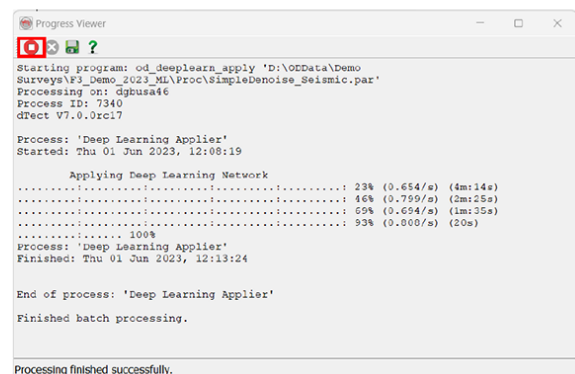 Progress Viewer
?
Starting program: od_deeplearn_apply 'D:\ODData\Demo
Surveys\F3_Demo_2023_ML\Proc\SimpleDenoise_Seismic.par'
Processing on: dgbusa46
Process ID: 7340
dTect V7.0.0rc17
Process: 'Deep Learning Applier'
Started: Thu 01 Jun 2023, 12:08:19
Applying Deep Learning Network
.........:.........:.........:.........:.........: 23% (0.654/s) (4m:14s)
.........:.........:.........:.........:.........: 46% (0.799/s) (2m:25s)
.........:.........:.........:.........:.........: 69% (0.694/s) (1m:35s)
.........:.........:.........:.........:.........: 93% (0.808/s) (20s)
.........:...... 100%
Process: 'Deep Learning Applier'
Finished: Thu 01 Jun 2023, 12:13:24
End of process: 'Deep Learning Applier'
Finished batch processing.
Processing finished successfully.